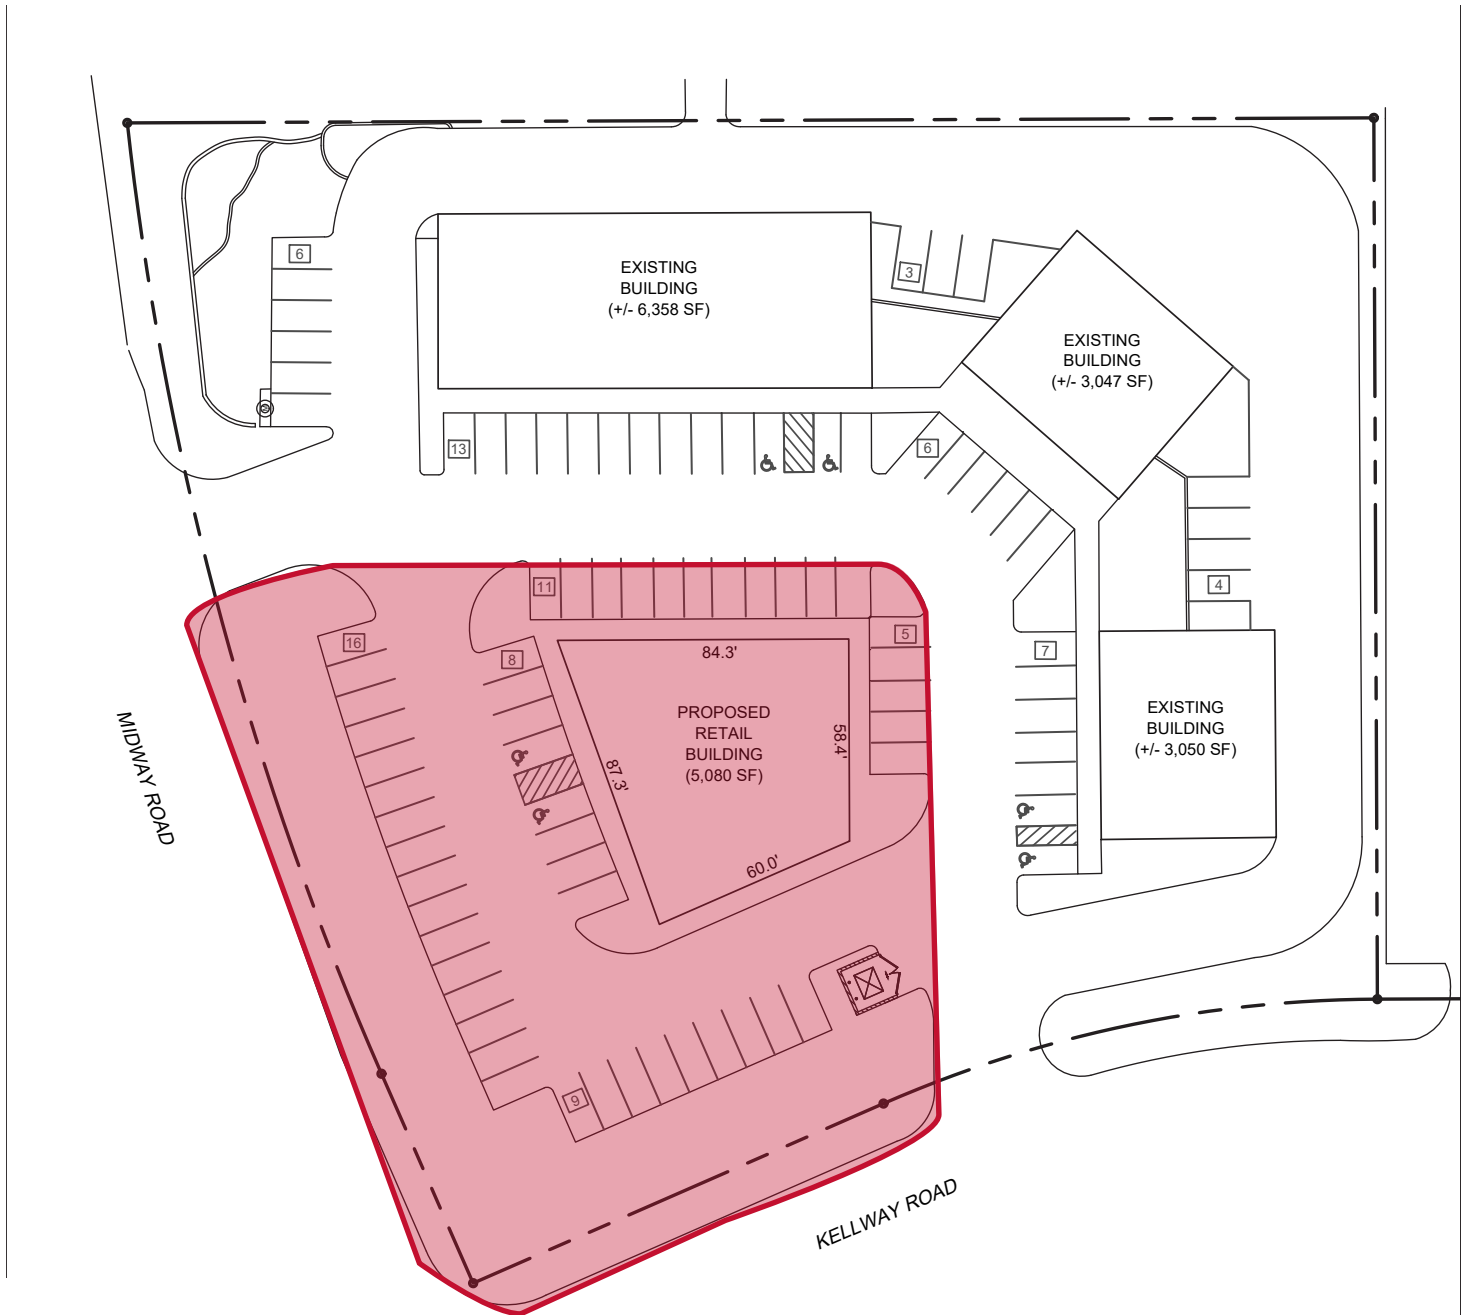 6
EXISTING
BUILDING
(+/- 6,358 SF)
3
EXISTING
BUILDING
(+/- 3,047 SF)
13
6
11
4
16
8
5
7
84.3'
PROPOSED
RETAIL
BUILDING
(5,080 SF)
58.4'
87.3'
60.0'
EXISTING
BUILDING
(+/- 3,050 SF)
MIDWAY ROAD
9
KELLWAY ROAD